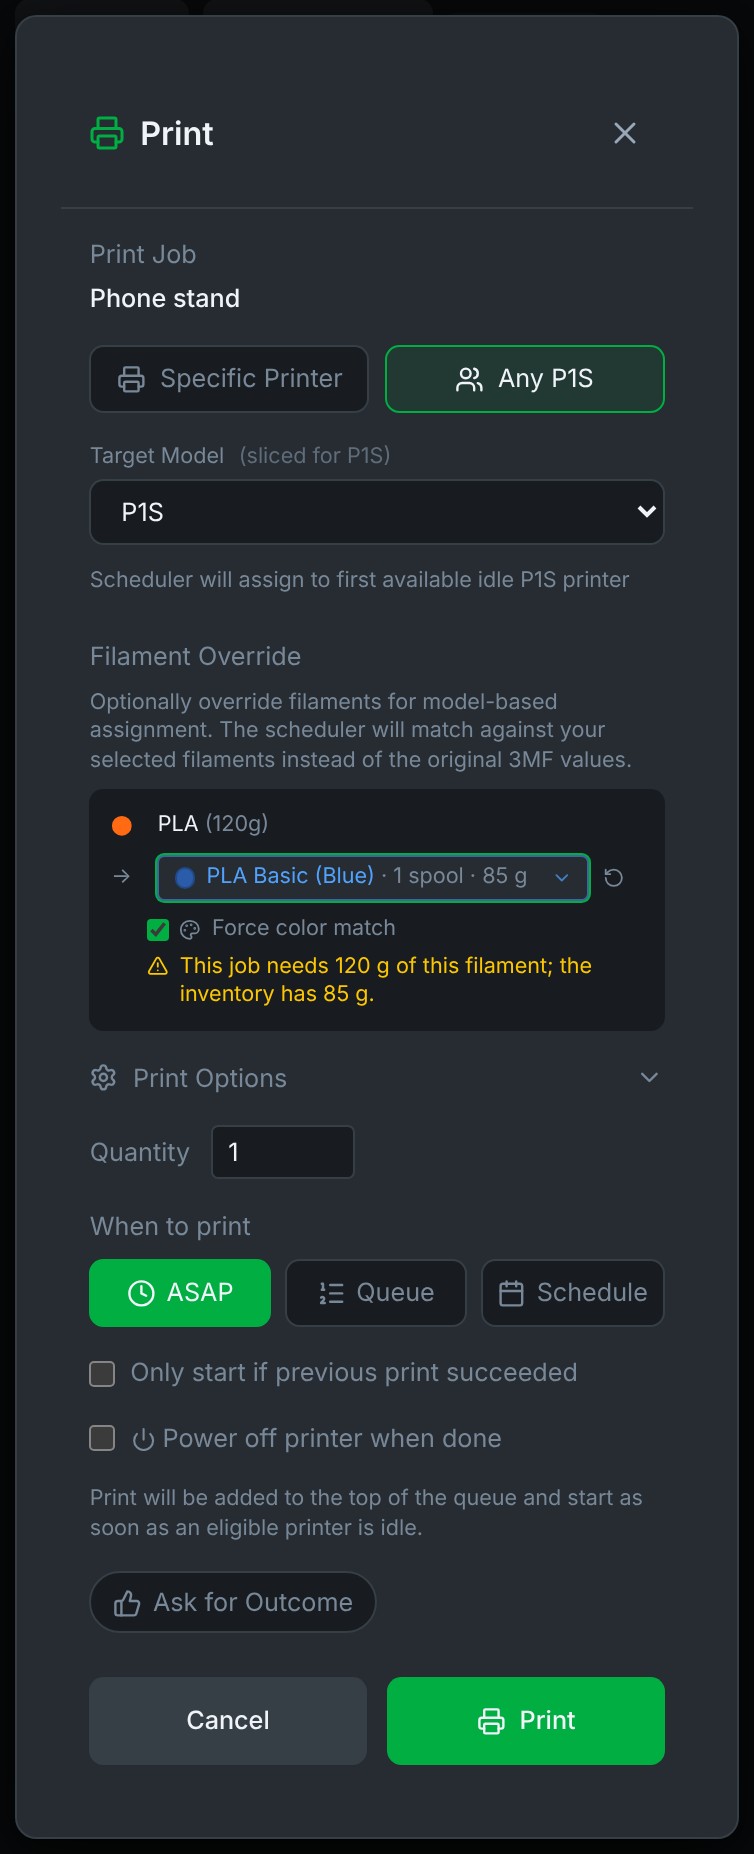 Print
Print Job
Phone stand
Specific Printer
Any P1S
Target Model (sliced for P1S)
P1S
Scheduler will assign to first available idle P1S printer
Filament Override
Optionally override filaments for model-based
assignment. The scheduler will match against your
selected filaments instead of the original 3MF values.
PLA (120g)
→ PLA Basic (Blue) · 1 spool · 85 g
Force color match
This job needs 120 g of this filament; the
inventory has 85 g.
Print Options
Quantity 1
When to print
ASAP
Queue
Schedule
Only start if previous print succeeded
Power off printer when done
Print will be added to the top of the queue and start as
soon as an eligible printer is idle.
Ask for Outcome
Cancel
Print